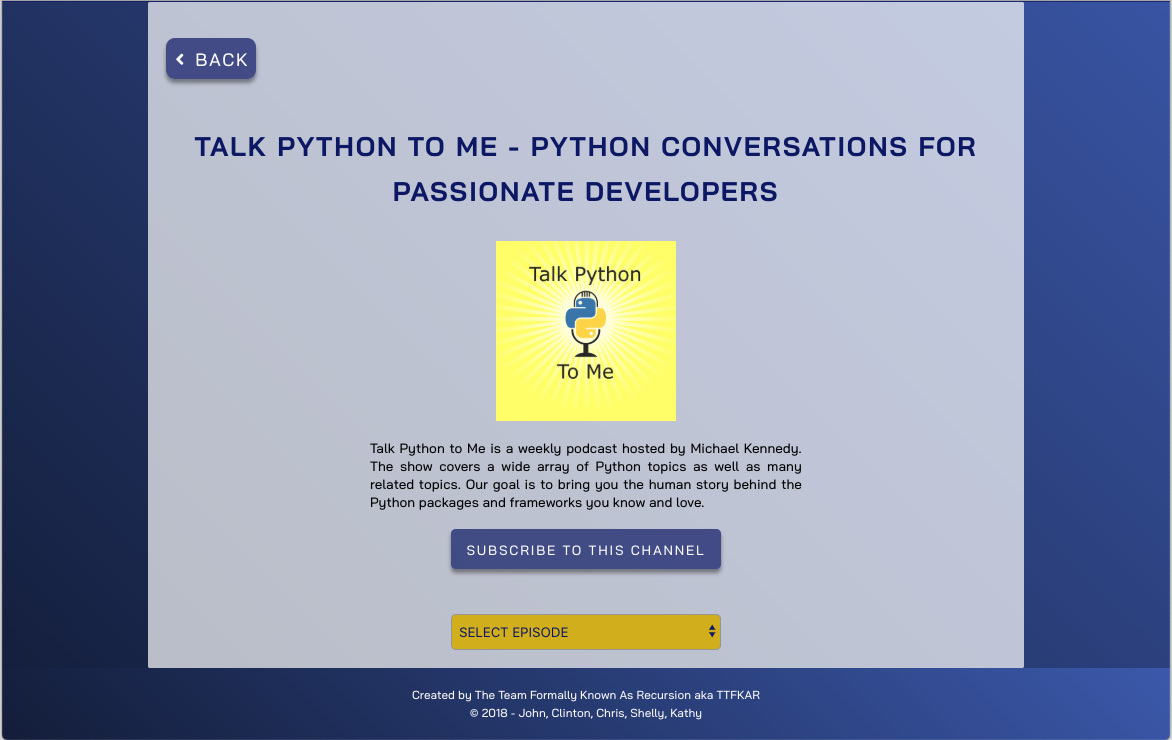 BACK
TALK PYTHON TO ME - PYTHON CONVERSATIONS FOR
PASSIONATE DEVELOPERS
Talk Python
To Me
Talk Python to Me is a weekly podcast hosted by Michael Kennedy.
The show covers a wide array of Python topics as well as many
related topics. Our goal is to bring you the human story behind the
Python packages and frameworks you know and love.
SUBSCRIBE TO THIS CHANNEL
SELECT EPISODE
Created by The Team Formally Known As Recursion aka TTFKAR
© 2018 - John, Clinton, Chris, Shelly, Kathy